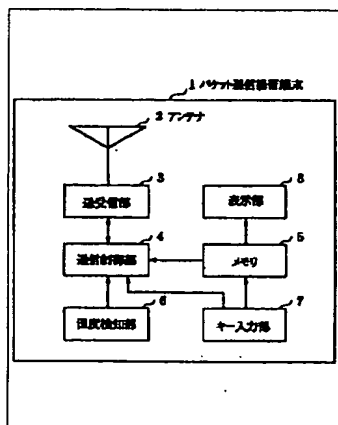 1 パケット通信携帯端末
2 アンテナ
3
送受信部
8
表示部
4
通信制御部
5
メモリ
6
温度検知部
7
キー入力部